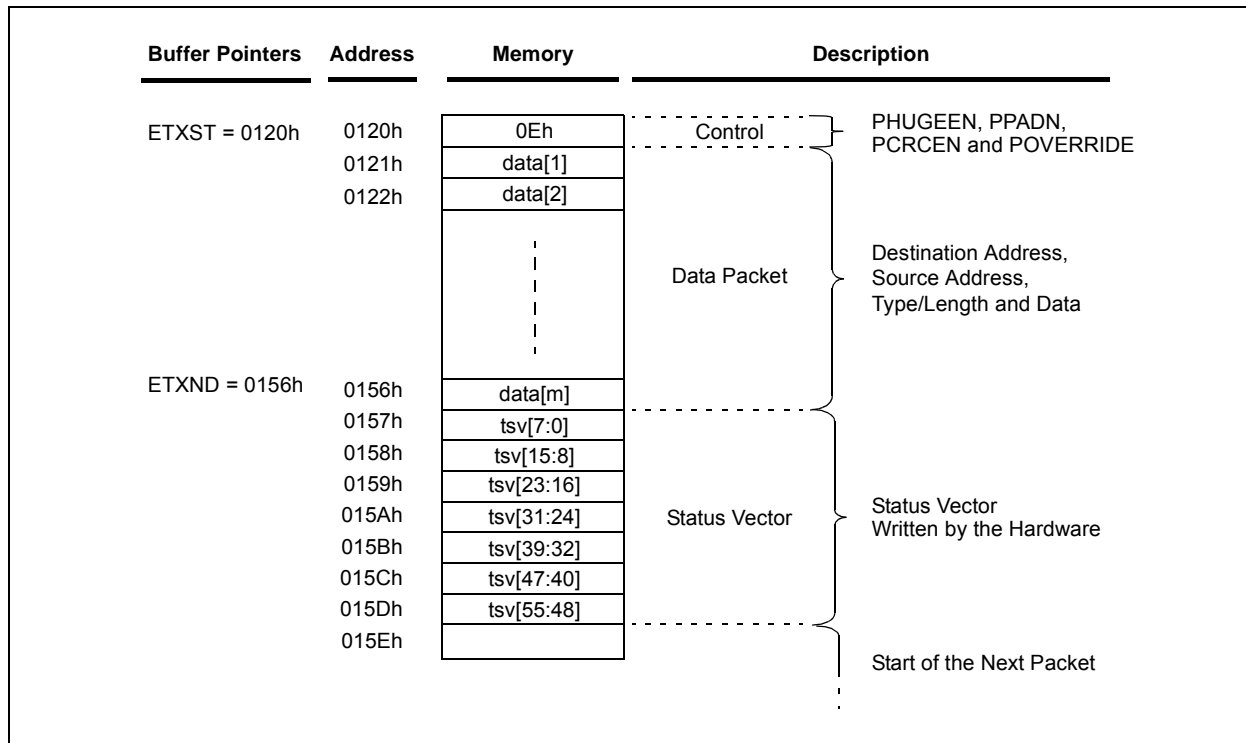 Buffer Pointers Address Memory Description
ETXST = 0120h 0120h 0Eh Control PHUGEEN, PPADN,
PCRCEN and POVERRIDE
0121h data[1]
0122h data[2]
Data Packet Destination Address,
Source Address,
Type/Length and Data
ETXND = 0156h 0156h data[m]
0157h tsv[7:0]
0158h tsv[15:8]
0159h tsv[23:16]
015Ah tsv[31:24] Status Vector Status Vector
Written by the Hardware
015Bh tsv[39:32]
015Ch tsv[47:40]
015Dh tsv[55:48]
015Eh
Start of the Next Packet